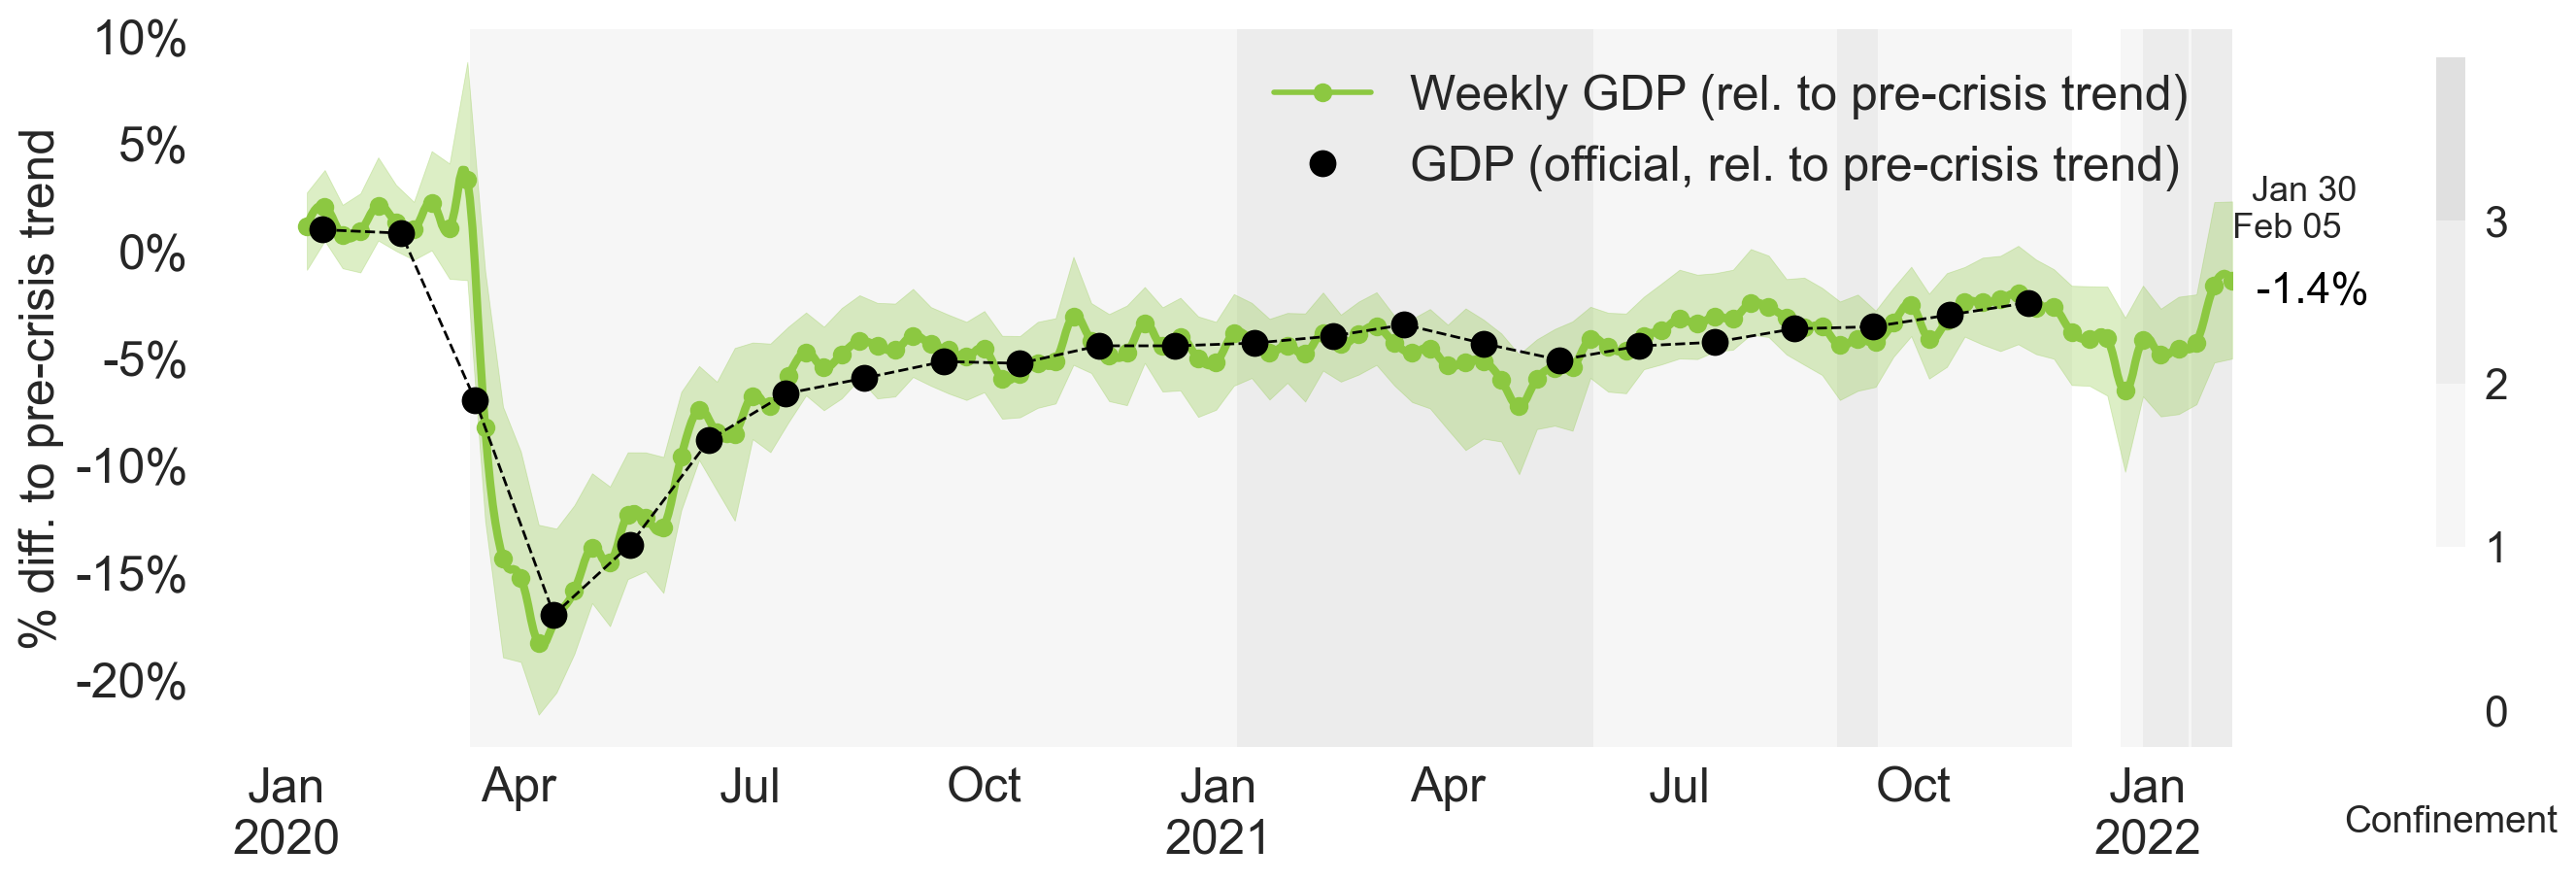 % diff. to pre-crisis trend
10%
5%
0%
-5%
-10%
-15%
-20%
Weekly GDP (rel. to pre-crisis trend)
GDP (official, rel. to pre-crisis trend)
Jan 30
Feb 05
-1.4%
3
2
1
0
Confinement
Jan Apr Jul Oct Jan Apr Jul Oct Jan
2020 2021 2022